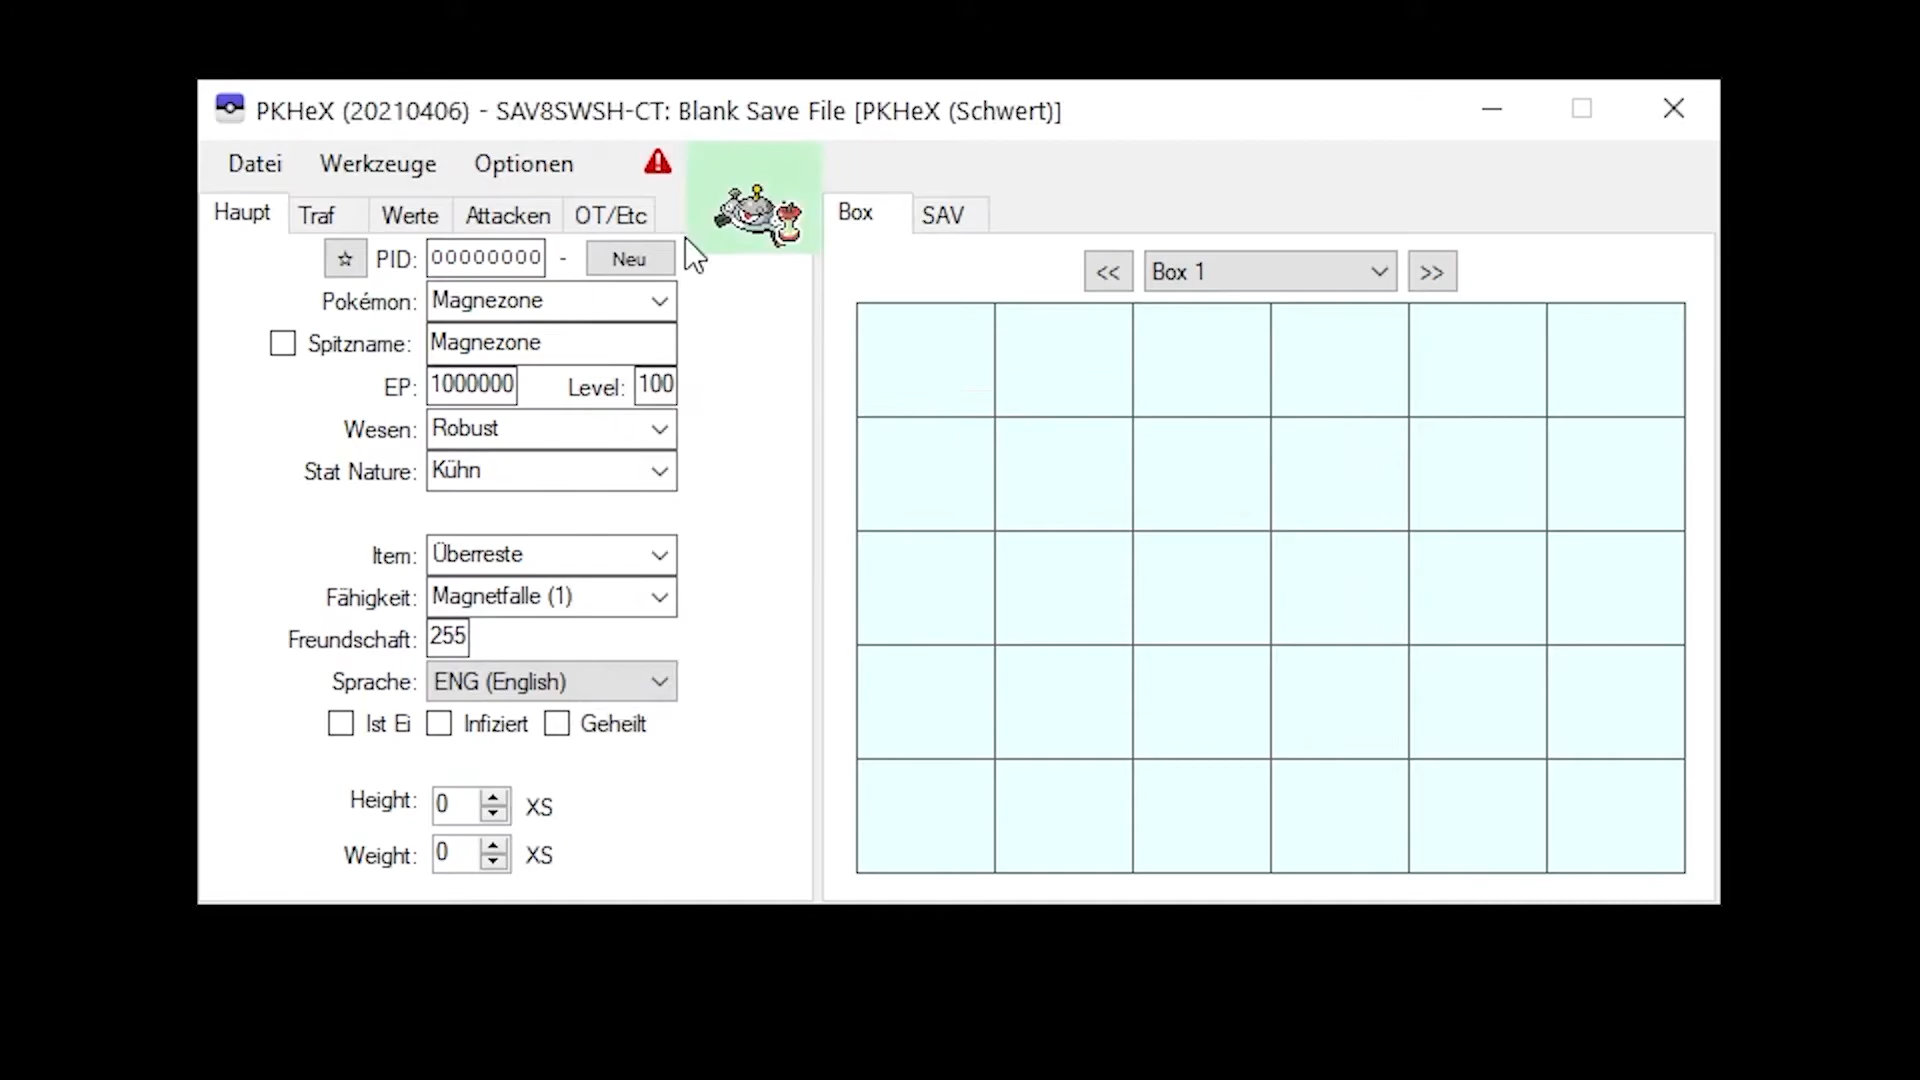 PKHeX (20210406) - SAV8SWSH-CT: Blank Save File [PKHeX (Schwert)]
Datei Werkzeuge Optionen
Haupt Traf Werte Attacken OT/Etc
PID: 00000000 - Neu
Pokémon: Magnezone
Spitzname: Magnezone
EP: 1000000 Level: 100
Wesen: Robust
Stat Nature: Kühn
Item: Überreste
Fähigkeit: Magnetfalle (1)
Freundschaft: 255
Sprache: ENG (English)
Ist Ei Infiziert Geheilt
Height: 0 XS
Weight: 0 XS
Box SAV
<< Box 1 >>